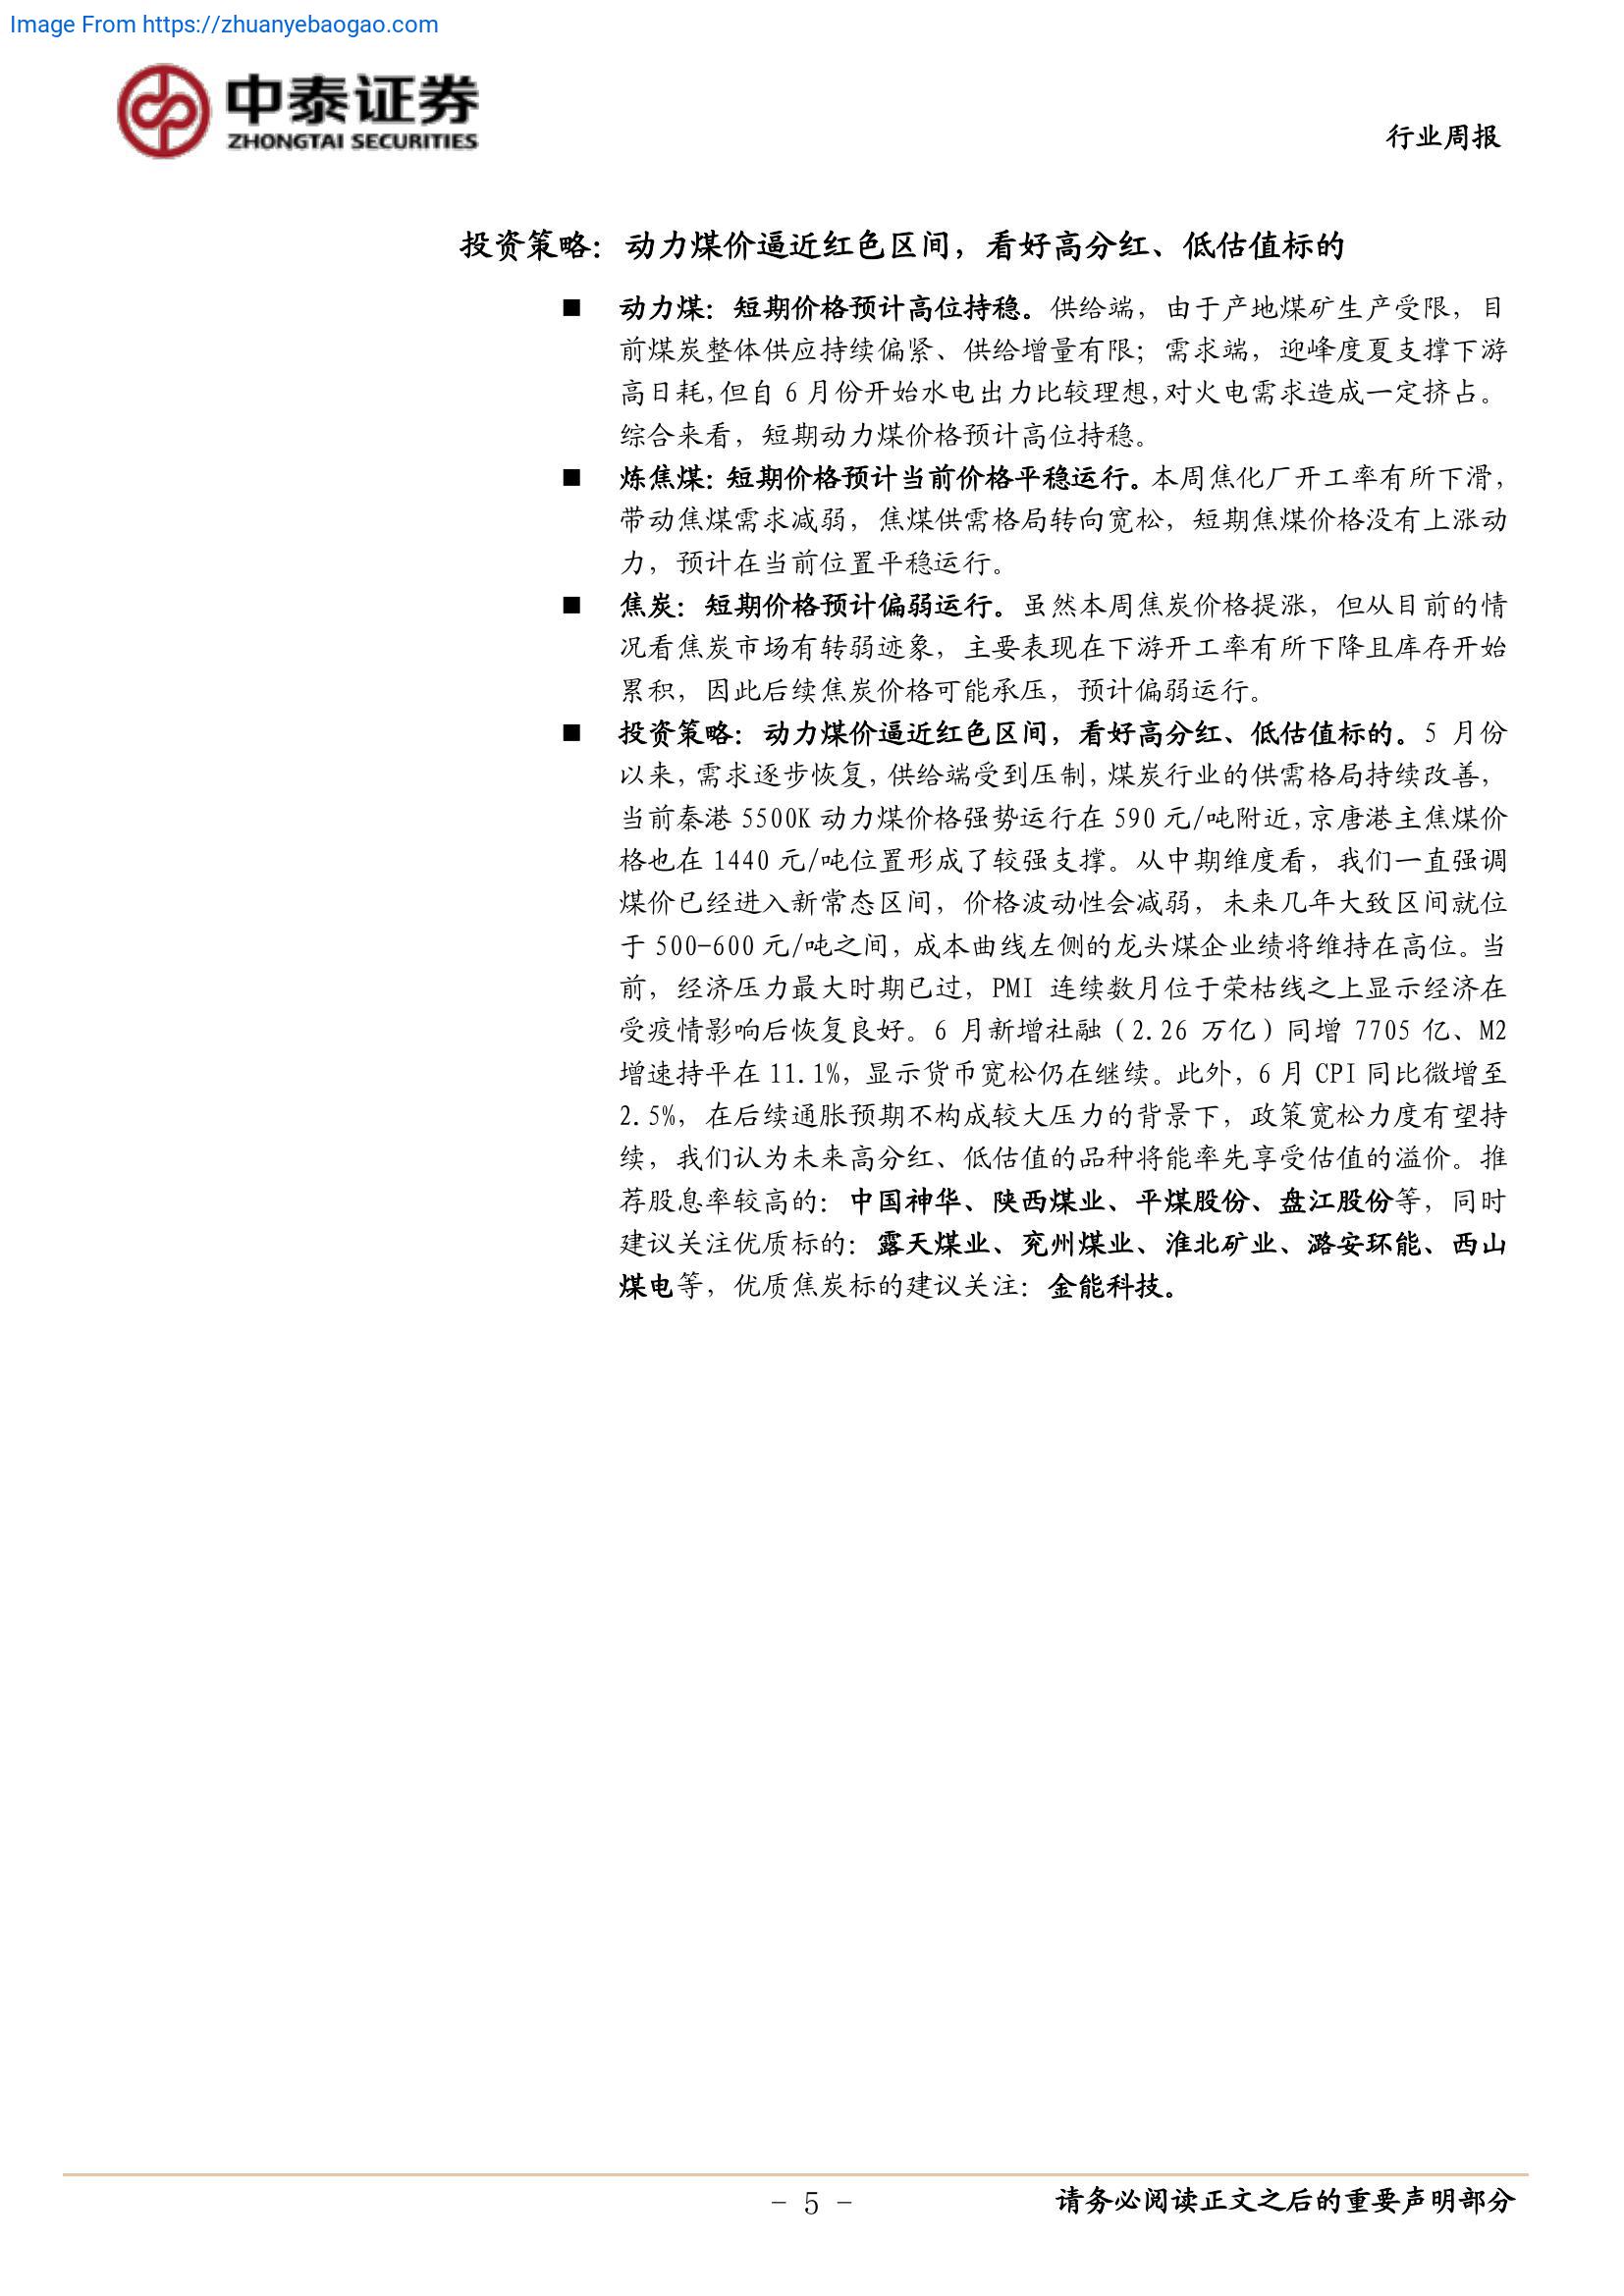 Image From https://zhuanyebaogao.com
中泰证券
ZHONGTAI SECURITIES
行业周报
投资策略：动力煤价逼近红色区间，看好高分红、低估值标的
■ 动力煤：短期价格预计高位持稳。供给端，由于产地煤矿生产受限，目
前煤炭整体供应持续偏紧、供给增量有限；需求端，迎峰度夏支撑下游
高日耗，但自 6 月份开始水电出力比较理想，对火电需求造成一定挤占。
综合来看，短期动力煤价格预计高位持稳。
■ 炼焦煤：短期价格预计当前价格平稳运行。本周焦化厂开工率有所下滑，
带动焦煤需求减弱，焦煤供需格局转向宽松，短期焦煤价格没有上涨动
力，预计在当前位置平稳运行。
■ 焦炭：短期价格预计偏弱运行。虽然本周焦炭价格提涨，但从目前的情
况看焦炭市场有转弱迹象，主要表现在下游开工率有所下降且库存开始
累积，因此后续焦炭价格可能承压，预计偏弱运行。
■ 投资策略：动力煤价逼近红色区间，看好高分红、低估值标的。5 月份
以来，需求逐步恢复，供给端受到压制，煤炭行业的供需格局持续改善，
当前秦港 5500K 动力煤价格强势运行在 590 元/吨附近，京唐港主焦煤价
格也在 1440 元/吨位置形成了较强支撑。从中期维度看，我们一直强调
煤价已经进入新常态区间，价格波动性会减弱，未来几年大致区间就位
于 500-600 元/吨之间，成本曲线左侧的龙头煤企业绩将维持在高位。当
前，经济压力最大时期已过，PMI 连续数月位于荣枯线之上显示经济在
受疫情影响后恢复良好。6 月新增社融（2.26 万亿）同增 7705 亿、M2
增速持平在 11.1%，显示货币宽松仍在继续。此外，6 月 CPI 同比微增至
2.5%，在后续通胀预期不构成较大压力的背景下，政策宽松力度有望持
续，我们认为未来高分红、低估值的品种将能率先享受估值的溢价。推
荐股息率较高的：中国神华、陕西煤业、平煤股份、盘江股份等，同时
建议关注优质标的：露天煤业、兖州煤业、淮北矿业、潞安环能、西山
煤电等，优质焦炭标的建议关注：金能科技。
- 5 -
请务必阅读正文之后的重要声明部分